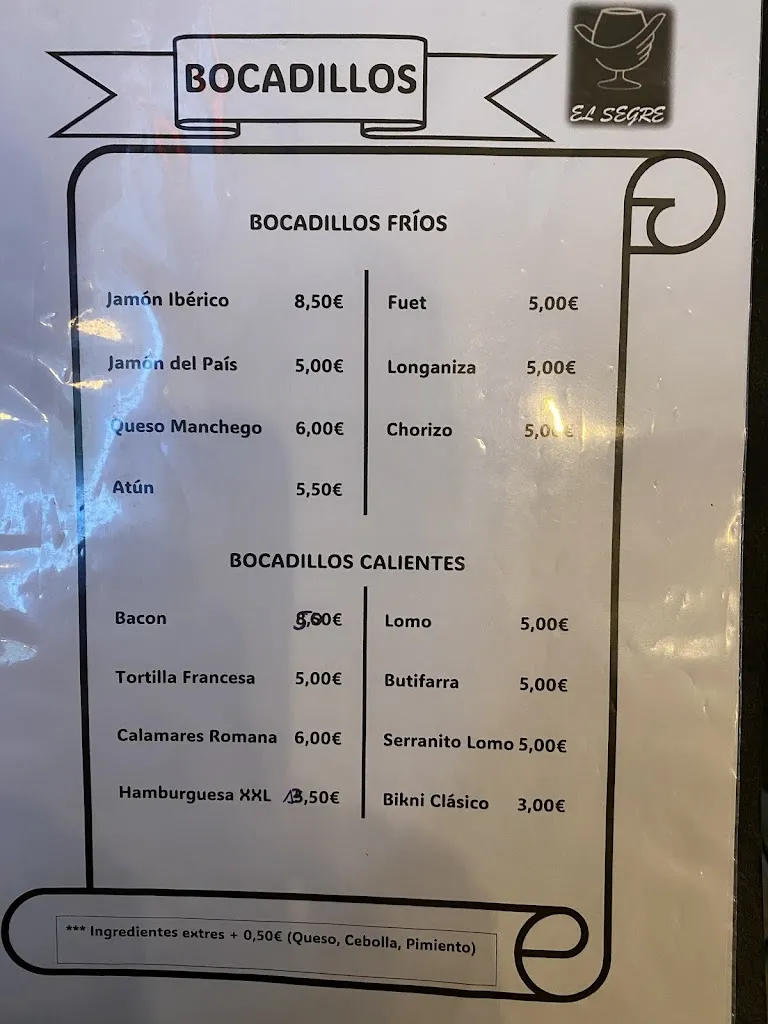 BOCADILLOS
EL SEGRE
BOCADILLOS FRÍOS
Jamón Ibérico 8,50€
Jamón del País 5,00€
Queso Manchego 6,00€
Atún 5,50€
Fuet 5,00€
Longaniza 5,00€
Chorizo 5,00€
BOCADILLOS CALIENTES
Bacon
Tortilla Francesa 5,00€
Calamares Romana 6,00€
Hamburguesa XXL
Lomo 5,00€
Butifarra 5,00€
Serranito Lomo 5,00€
Bikni Clásico 3,00€
*** Ingredientes extres + 0,50€ (Queso, Cebolla, Pimiento)